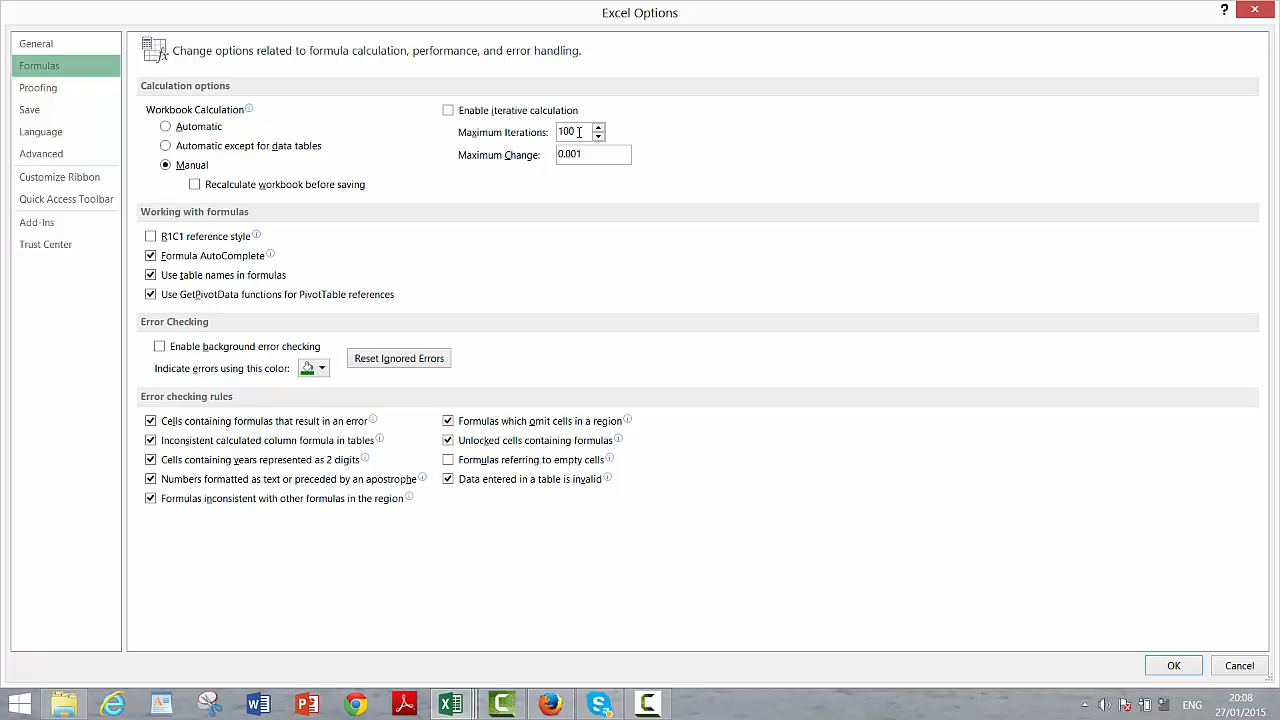 Excel Options
?
General
Formulas
Proofing
Save
Language
Advanced
Customize Ribbon
Quick Access Toolbar
Add-Ins
Trust Center
Change options related to formula calculation, performance, and error handling.
Calculation options
Workbook Calculation
Automatic
Automatic except for data tables
Manual
Recalculate workbook before saving
Enable iterative calculation
Maximum Iterations: 100
Maximum Change: 0.001
Working with formulas
R1C1 reference style
Formula AutoComplete
Use table names in formulas
Use GetPivotData functions for PivotTable references
Error Checking
Enable background error checking
Indicate errors using this color:
Reset Ignored Errors
Error checking rules
Cells containing formulas that result in an error
Inconsistent calculated column formula in tables
Cells containing years represented as 2 digits
Numbers formatted as text or preceded by an apostrophe
Formulas inconsistent with other formulas in the region
Formulas which omit cells in a region
Unlocked cells containing formulas
Formulas referring to empty cells
Data entered in a table is invalid
OK
Cancel
ENG
20:08
27/01/2015